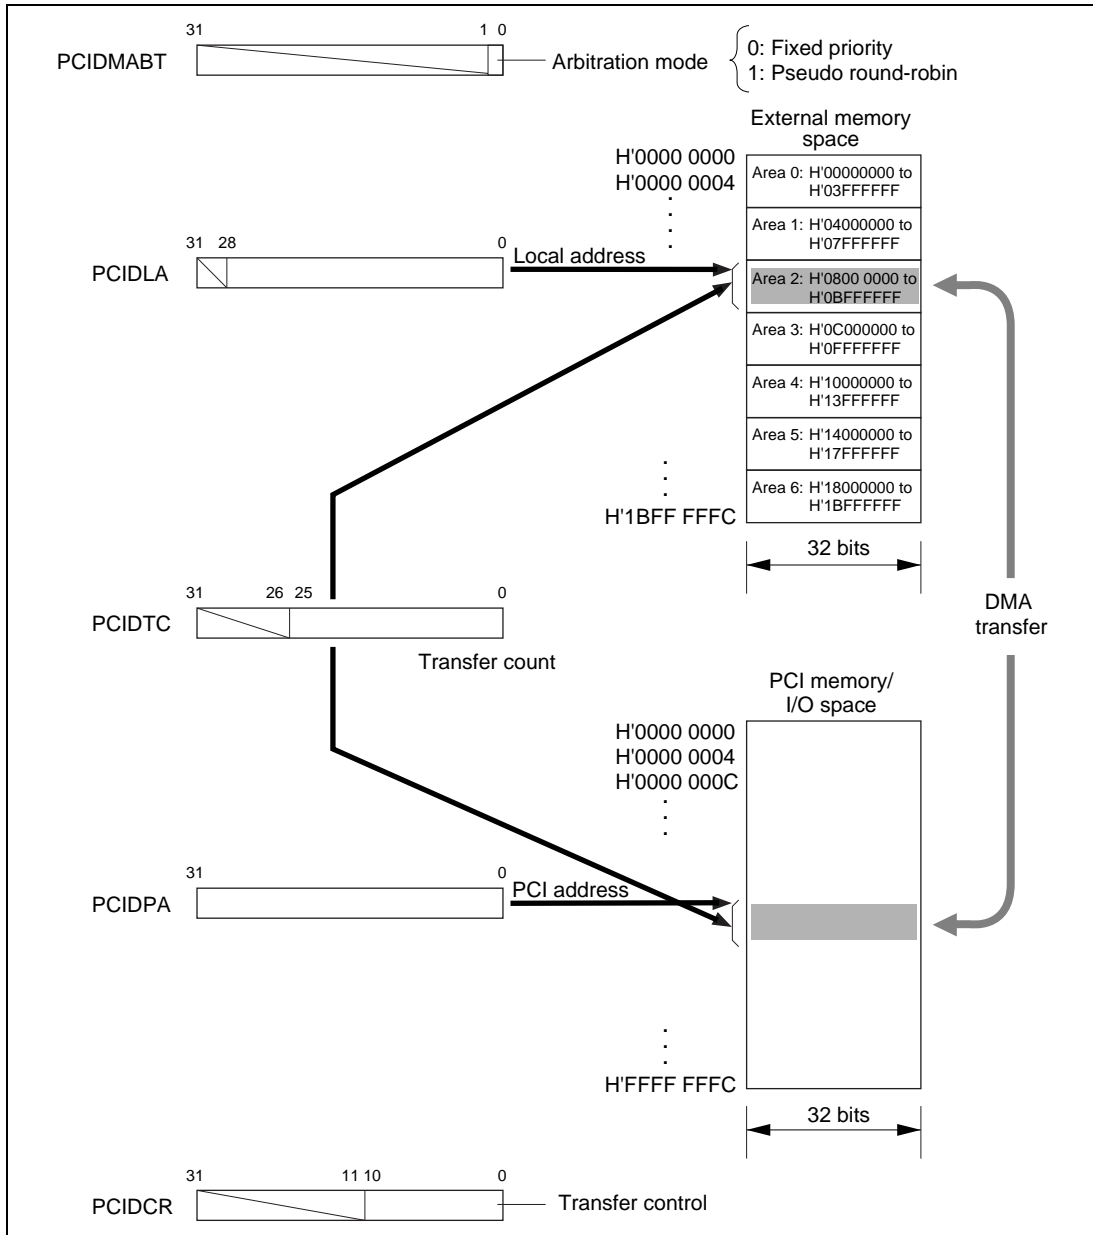 31 1 0
PCIDMABT
Arbitration mode
0: Fixed priority
1: Pseudo round-robin
External memory
space
H'0000 0000
H'0000 0004
Area 0: H'00000000 to
H'03FFFFFF
Area 1: H'04000000 to
H'07FFFFFF
31 28 0
PCIDLA
Local address
Area 2: H'0800 0000 to
H'0BFFFFFF
Area 3: H'0C000000 to
H'0FFFFFFF
Area 4: H'10000000 to
H'13FFFFFF
Area 5: H'14000000 to
H'17FFFFFF
Area 6: H'18000000 to
H'1BFFFFFF
H'1BFF FFFC
32 bits
31 26 25 0
PCIDTC
Transfer count
DMA
transfer
PCI memory/
I/O space
H'0000 0000
H'0000 0004
H'0000 000C
31 0
PCIDPA
PCI address
H'FFFF FFFC
32 bits
31 11 10 0
PCIDCR
Transfer control